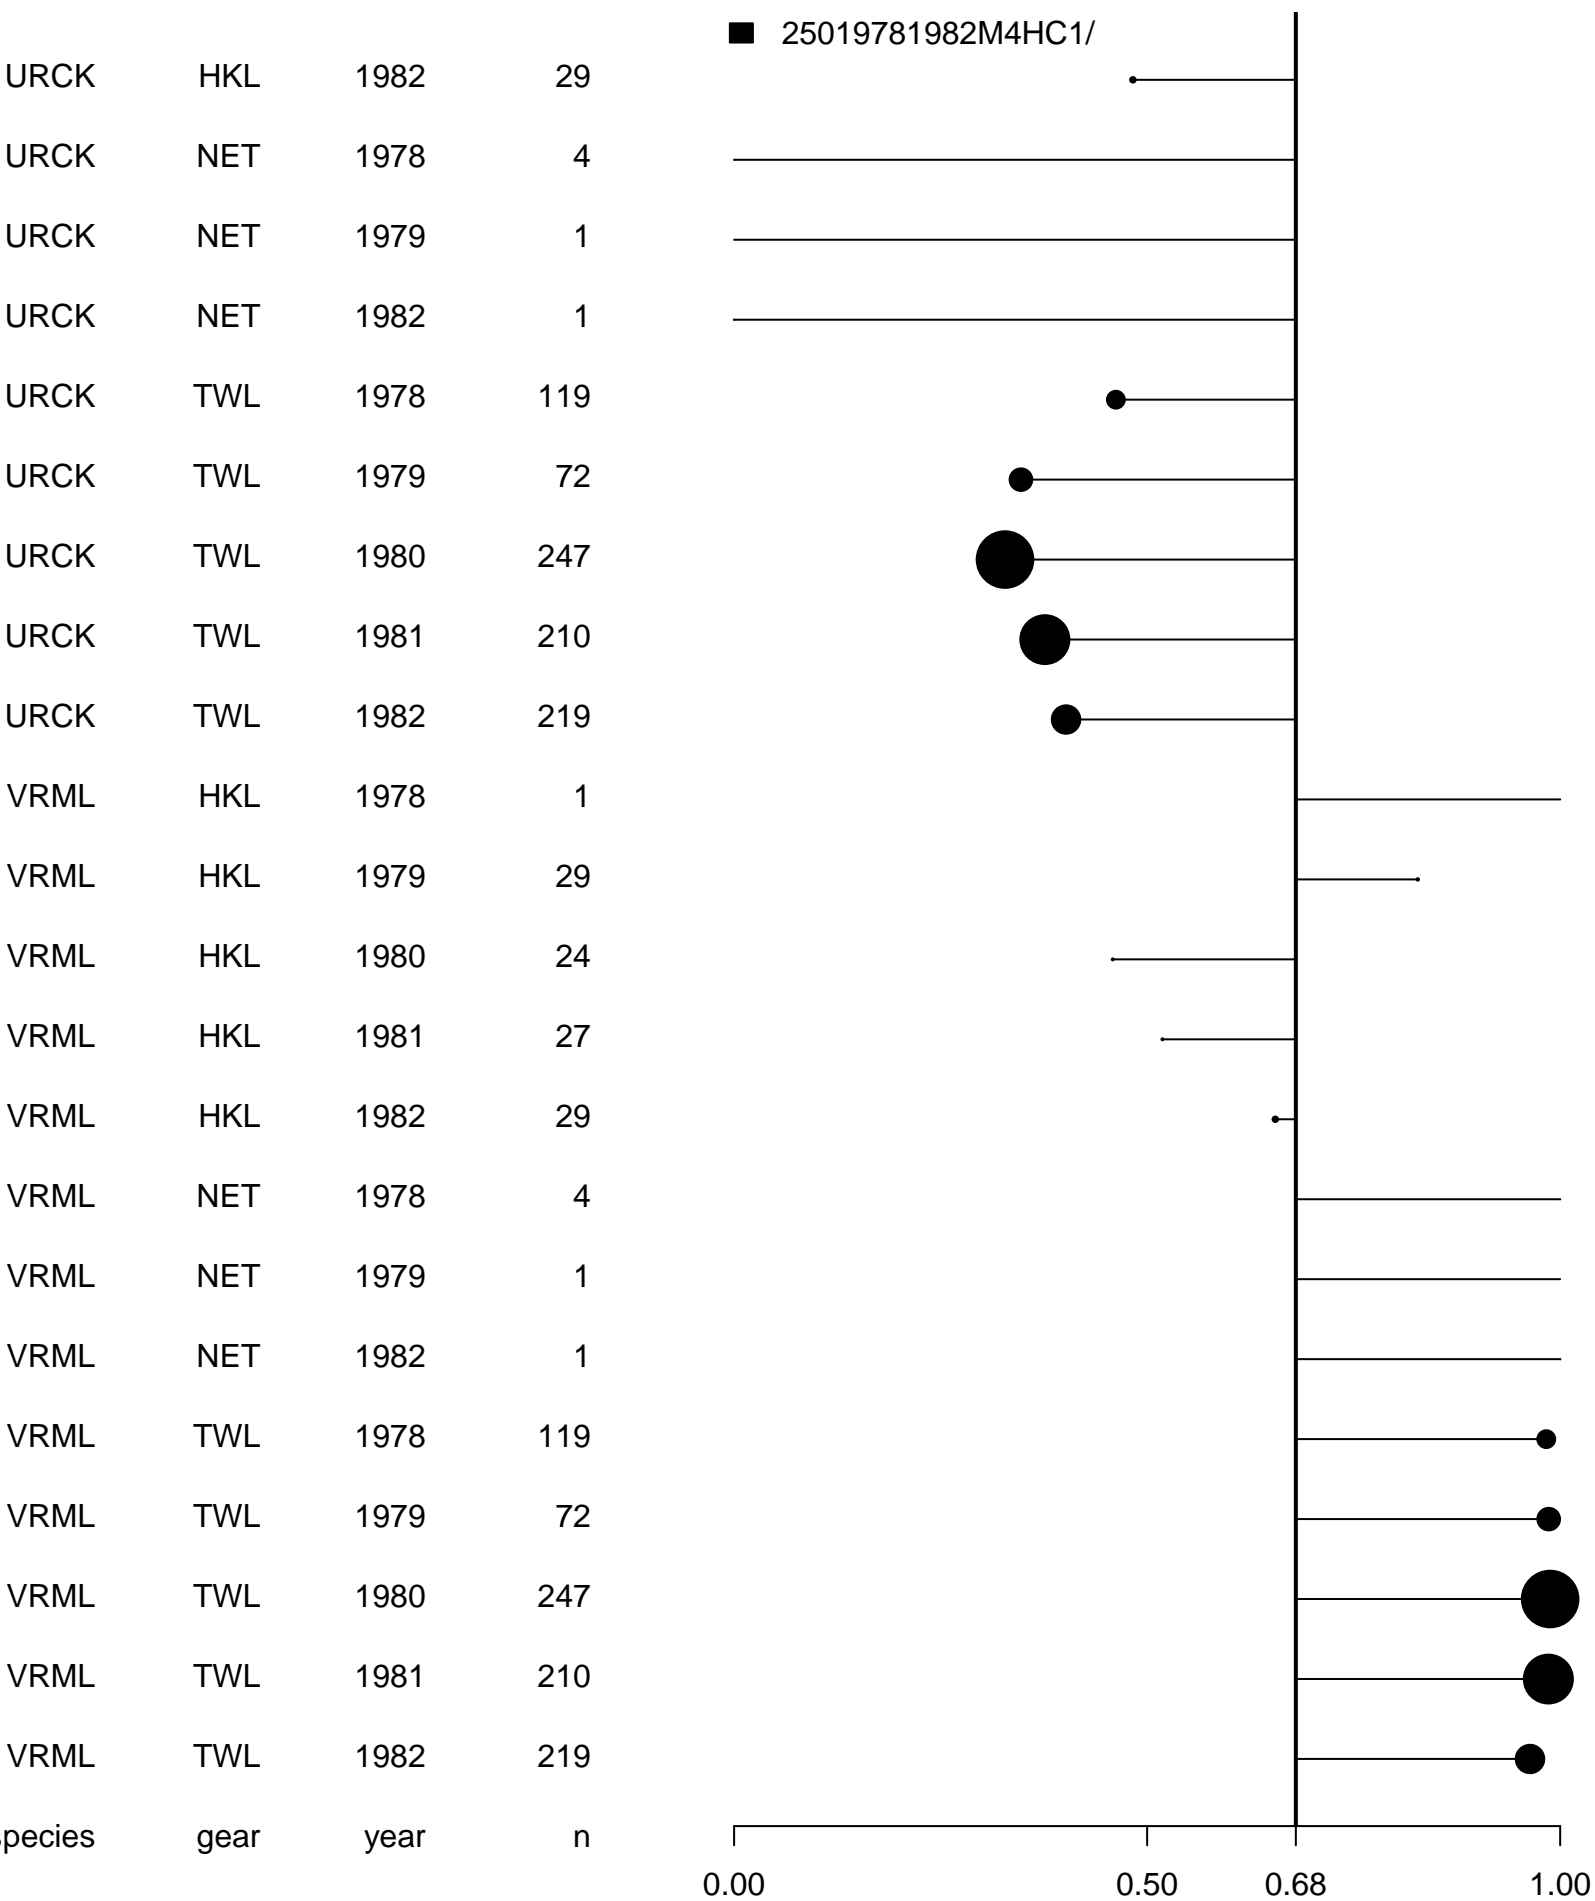 ■ 25019781982M4HC1/
URCK HKL 1982 29
URCK NET 1978 4
URCK NET 1979 1
URCK NET 1982 1
URCK TWL 1978 119
URCK TWL 1979 72
URCK TWL 1980 247
URCK TWL 1981 210
URCK TWL 1982 219
VRML HKL 1978 1
VRML HKL 1979 29
VRML HKL 1980 24
VRML HKL 1981 27
VRML HKL 1982 29
VRML NET 1978 4
VRML NET 1979 1
VRML NET 1982 1
VRML TWL 1978 119
VRML TWL 1979 72
VRML TWL 1980 247
VRML TWL 1981 210
VRML TWL 1982 219
species gear year n
0.00 0.50 0.68 1.00